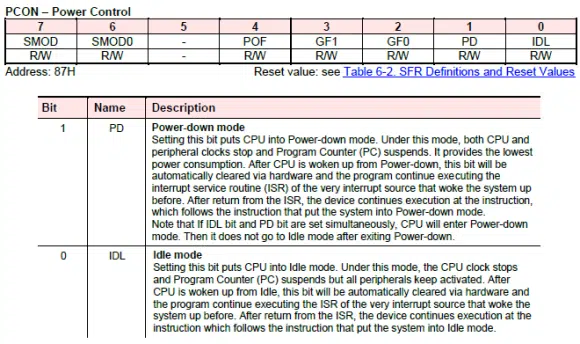 PCON – Power Control
7 6 5 4 3 2 1 0
SMOD SMOD0 - POF GF1 GF0 PD IDL
R/W R/W - R/W R/W R/W R/W R/W
Address: 87H Reset value: see Table 6-2. SFR Definitions and Reset Values
Bit Name Description
1 PD Power-down mode
Setting this bit puts CPU into Power-down mode. Under this mode, both CPU and
peripheral clocks stop and Program Counter (PC) suspends. It provides the lowest
power consumption. After CPU is woken up from Power-down, this bit will be
automatically cleared via hardware and the program continue executing the
interrupt service routine (ISR) of the very interrupt source that woke the system up
before. After return from the ISR, the device continues execution at the instruction,
which follows the instruction that put the system into Power-down mode.
Note that If IDL bit and PD bit are set simultaneously, CPU will enter Power-down
mode. Then it does not go to Idle mode after exiting Power-down.
0 IDL Idle mode
Setting this bit puts CPU into Idle mode. Under this mode, the CPU clock stops
and Program Counter (PC) suspends but all peripherals keep activated. After
CPU is woken up from Idle, this bit will be automatically cleared via hardware and
the program continue executing the ISR of the very interrupt source that woke the
system up before. After return from the ISR, the device continues execution at the
instruction which follows the instruction that put the system into Idle mode.